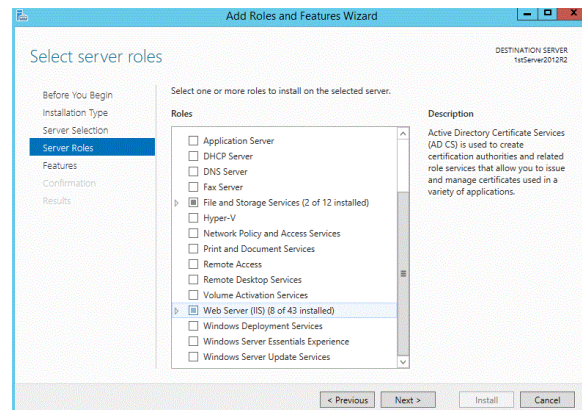 Add Roles and Features Wizard
Select server roles
DESTINATION SERVER
1stServer2012R2
Before You Begin
Installation Type
Server Selection
Server Roles
Features
Confirmation
Results
Select one or more roles to install on the selected server.
Roles
Application Server
DHCP Server
DNS Server
Fax Server
File and Storage Services (2 of 12 installed)
Hyper-V
Network Policy and Access Services
Print and Document Services
Remote Access
Remote Desktop Services
Volume Activation Services
Web Server (IIS) (8 of 43 installed)
Windows Deployment Services
Windows Server Essentials Experience
Windows Server Update Services
Description
Active Directory Certificate Services
(AD CS) is used to create
certification authorities and related
role services that allow you to issue
and manage certificates used in a
variety of applications.
< Previous
Next >
Install
Cancel